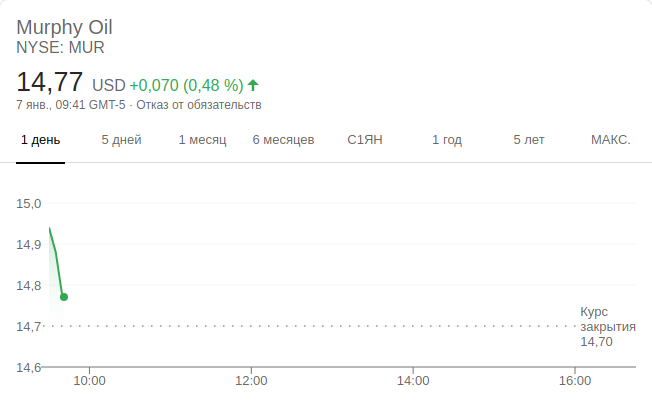 Murphy Oil
NYSE: MUR
14,77 USD +0,070 (0,48 %)
7 янв., 09:41 GMT-5 · Отказ от обязательств
1 день 5 дней 1 месяц 6 месяцев С1ЯН 1 год 5 лет МАКС.
15,0
14,9
14,8
14,7
14,6
Курс
закрытия
14,70
10:00 12:00 14:00 16:00